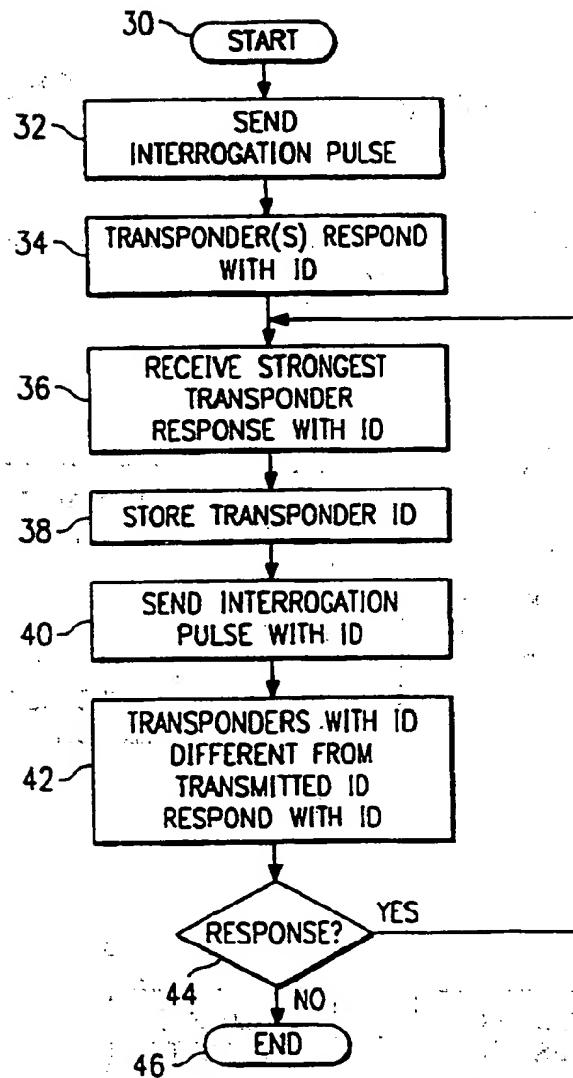 30
START
32
SEND
INTERROGATION PULSE
34
TRANSPONDER(S) RESPOND
WITH ID
36
RECEIVE STRONGEST
TRANSPONDER
RESPONSE WITH ID
38
STORE TRANSPONDER ID
40
SEND INTERROGATION
PULSE WITH ID
42
TRANSPONDERS WITH ID
DIFFERENT FROM
TRANSMITTED ID
RESPOND WITH ID
YES
RESPONSE?
44
NO
END
46